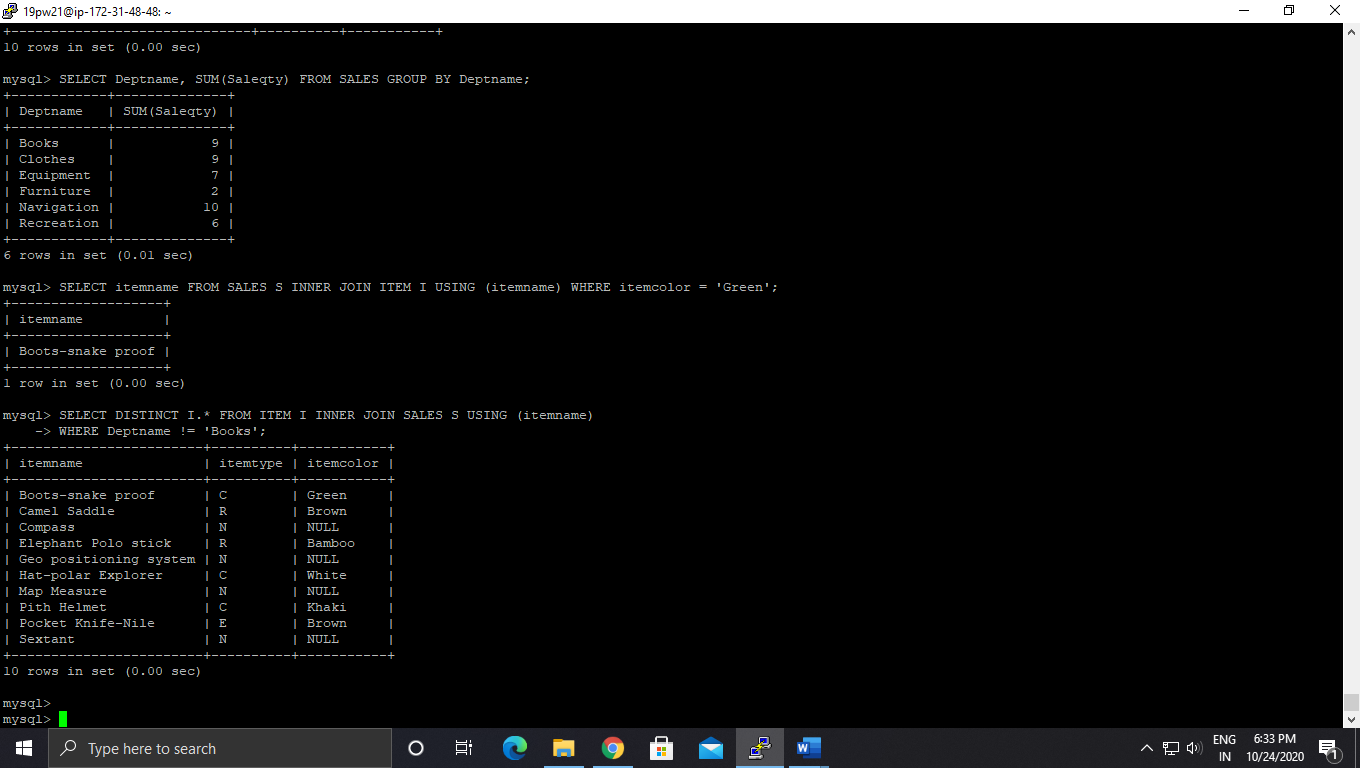 19pw21@ip-172-31-48-48: ~
+------------------------------+----------+-----------+
10 rows in set (0.00 sec)
mysql> SELECT Deptname, SUM(Saleqty) FROM SALES GROUP BY Deptname;
+------------+--------------+
| Deptname   | SUM(Saleqty) |
+------------+--------------+
| Books      |            9 |
| Clothes    |            9 |
| Equipment  |            7 |
| Furniture  |            2 |
| Navigation |           10 |
| Recreation |            6 |
+------------+--------------+
6 rows in set (0.01 sec)
mysql> SELECT itemname FROM SALES S INNER JOIN ITEM I USING (itemname) WHERE itemcolor = 'Green';
+-------------------+
| itemname          |
+-------------------+
| Boots-snake proof |
+-------------------+
1 row in set (0.00 sec)
mysql> SELECT DISTINCT I.* FROM ITEM I INNER JOIN SALES S USING (itemname)
    -> WHERE Deptname != 'Books';
+------------------------+----------+-----------+
| itemname               | itemtype | itemcolor |
+------------------------+----------+-----------+
| Boots-snake proof      | C        | Green     |
| Camel Saddle           | R        | Brown     |
| Compass                | N        | NULL      |
| Elephant Polo stick    | R        | Bamboo    |
| Geo positioning system | N        | NULL      |
| Hat-polar Explorer     | C        | White     |
| Map Measure            | N        | NULL      |
| Pith Helmet            | C        | Khaki     |
| Pocket Knife-Nile      | E        | Brown     |
| Sextant                | N        | NULL      |
+------------------------+----------+-----------+
10 rows in set (0.00 sec)
mysql>
mysql>
Type here to search
W
ENG
IN
6:33 PM
10/24/2020
1